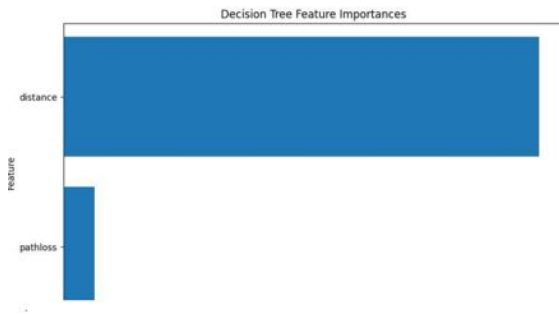 Decision Tree Feature Importances
distance
Feature
pathloss